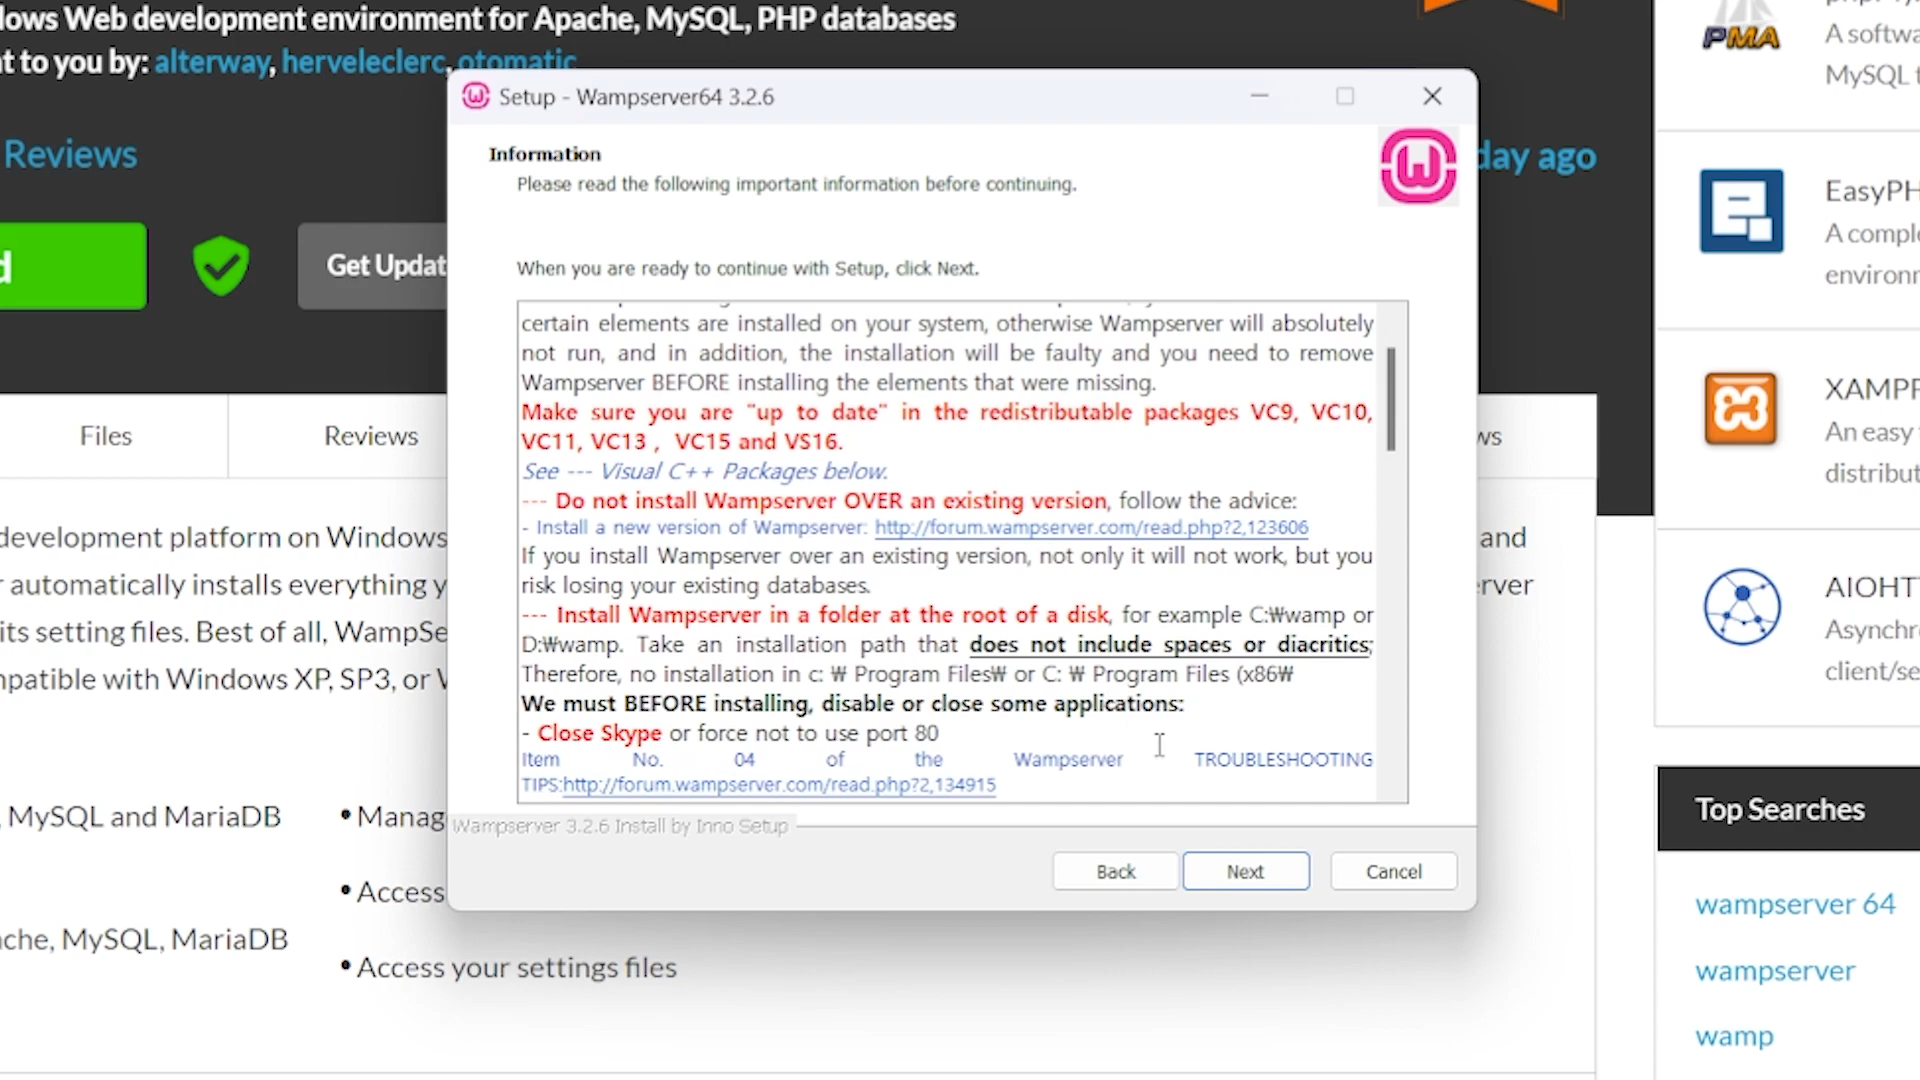 dows Web development environment for Apache, MySQL, PHP databases
nt to you by: alterway, herveleclerc, otomatic
Reviews
day ago
d
Get Updat
Files
Reviews
ws
development platform on Windows
and
r automatically installs everything y
rver
its setting files. Best of all, WampSe
mpatible with Windows XP, SP3, or V
, MySQL and MariaDB
• Manag
• Access
che, MySQL, MariaDB
• Access your settings files
Setup - Wampserver64 3.2.6
Information
Please read the following important information before continuing.
When you are ready to continue with Setup, click Next.
certain elements are installed on your system, otherwise Wampserver will absolutely
not run, and in addition, the installation will be faulty and you need to remove
Wampserver BEFORE installing the elements that were missing.
Make sure you are "up to date" in the redistributable packages VC9, VC10,
VC11, VC13 , VC15 and VS16.
See --- Visual C++ Packages below.
--- Do not install Wampserver OVER an existing version, follow the advice:
- Install a new version of Wampserver: http://forum.wampserver.com/read.php?2,123606
If you install Wampserver over an existing version, not only it will not work, but you
risk losing your existing databases.
--- Install Wampserver in a folder at the root of a disk, for example C:₩wamp or
D:₩wamp. Take an installation path that does not include spaces or diacritics;
Therefore, no installation in c: ₩ Program Files₩ or C: ₩ Program Files (x86₩
We must BEFORE installing, disable or close some applications:
- Close Skype or force not to use port 80
Item No. 04 of the Wampserver TROUBLESHOOTING
TIPS:http://forum.wampserver.com/read.php?2,134915
Wampserver 3.2.6 Install by Inno Setup
Back
Next
Cancel
PMA
A softwa
MySQL t
EasyPH
A comple
environn
XAMPP
An easy
distribut
AIOHT
Asynchr
client/se
Top Searches
wampserver 64
wampserver
wamp